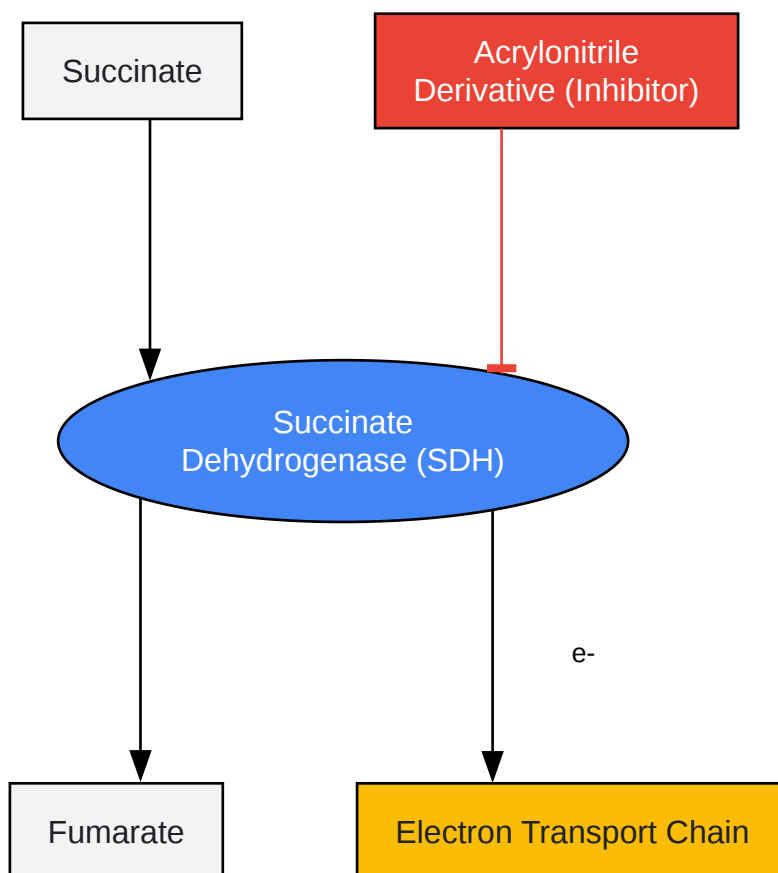 Succinate
Acrylonitrile
Derivative (Inhibitor)
Succinate
Dehydrogenase (SDH)
e-
Fumarate
Electron Transport Chain